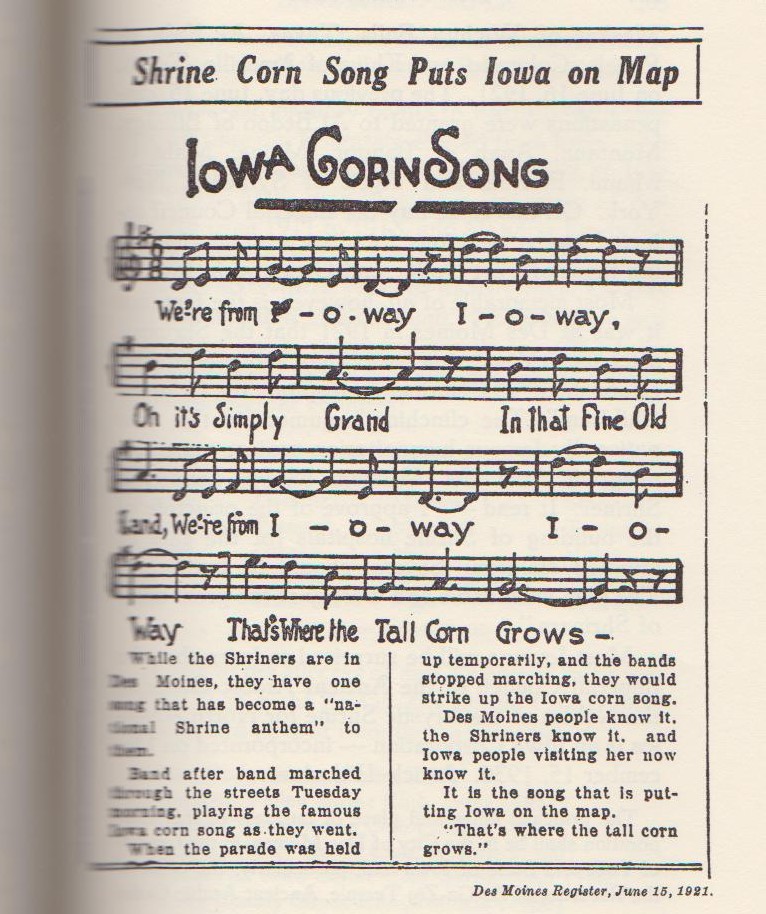 Shrine Corn Song Puts Iowa on Map
IOWA CORN SONG
We're from I-o-way I-o-way,
Oh it's Simply Grand In That Fine Old
Land, We're from I-o-way I-o-
Way That's Where the Tall Corn Grows-
While the Shriners are in
Des Moines, they have one
song that has become a "na-
tional Shrine anthem" to
them.
Band after band marched
through the streets Tuesday
morning, playing the famous
Iowa corn song as they went.
When the parade was held
up temporarily, and the bands
stopped marching, they would
strike up the Iowa corn song.
Des Moines people know it.
the Shriners know it. and
Iowa people visiting her now
know it.
It is the song that is put-
ting Iowa on the map.
"That's where the tall corn
grows."
Des Moines Register, June 15, 1921.